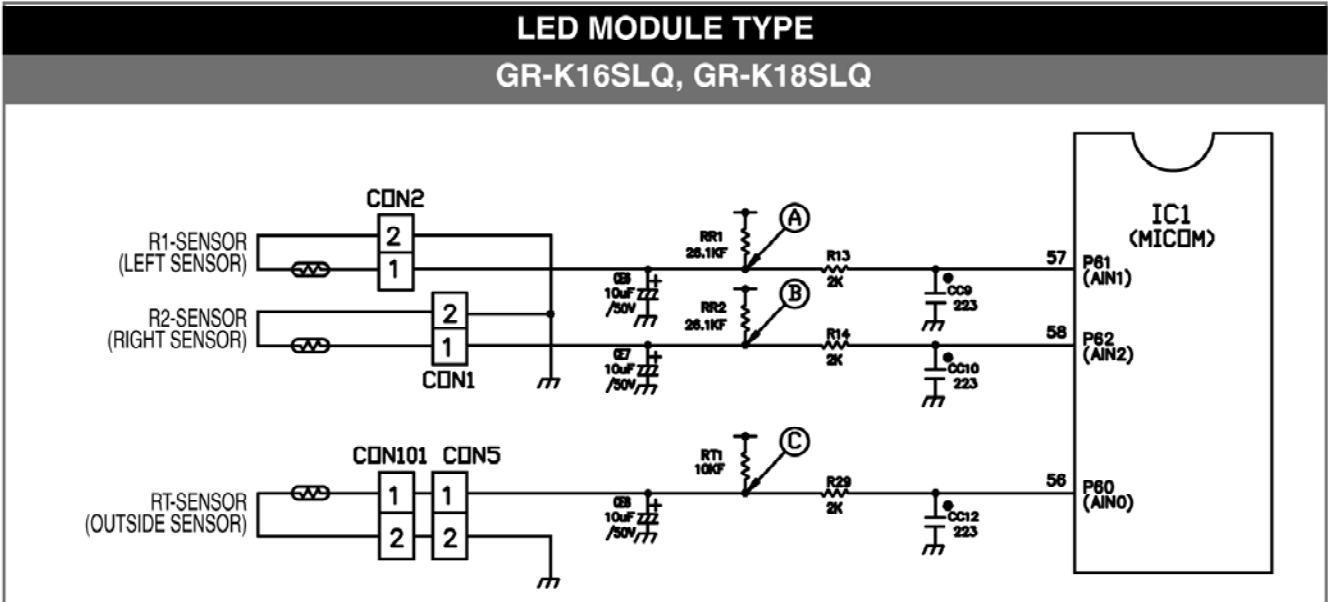 LED MODULE TYPE
GR-K16SLQ, GR-K18SLQ
CON2
R1-SENSOR
(LEFT SENSOR)
2
1
R2-SENSOR
(RIGHT SENSOR)
2
1
CON1
CE6
10uF
/50V
RR1
26.1KF
A
R13
2K
CC9
223
57
P61
(AIN1)
IC1
(MICOM)
CE7
10uF
/50V
RR2
26.1KF
B
R14
2K
CC10
223
58
P62
(AIN2)
CON101 CON5
RT-SENSOR
(OUTSIDE SENSOR)
1 1
2 2
CE8
10uF
/50V
RT1
10KF
C
R29
2K
CC12
223
56
P60
(AIN0)